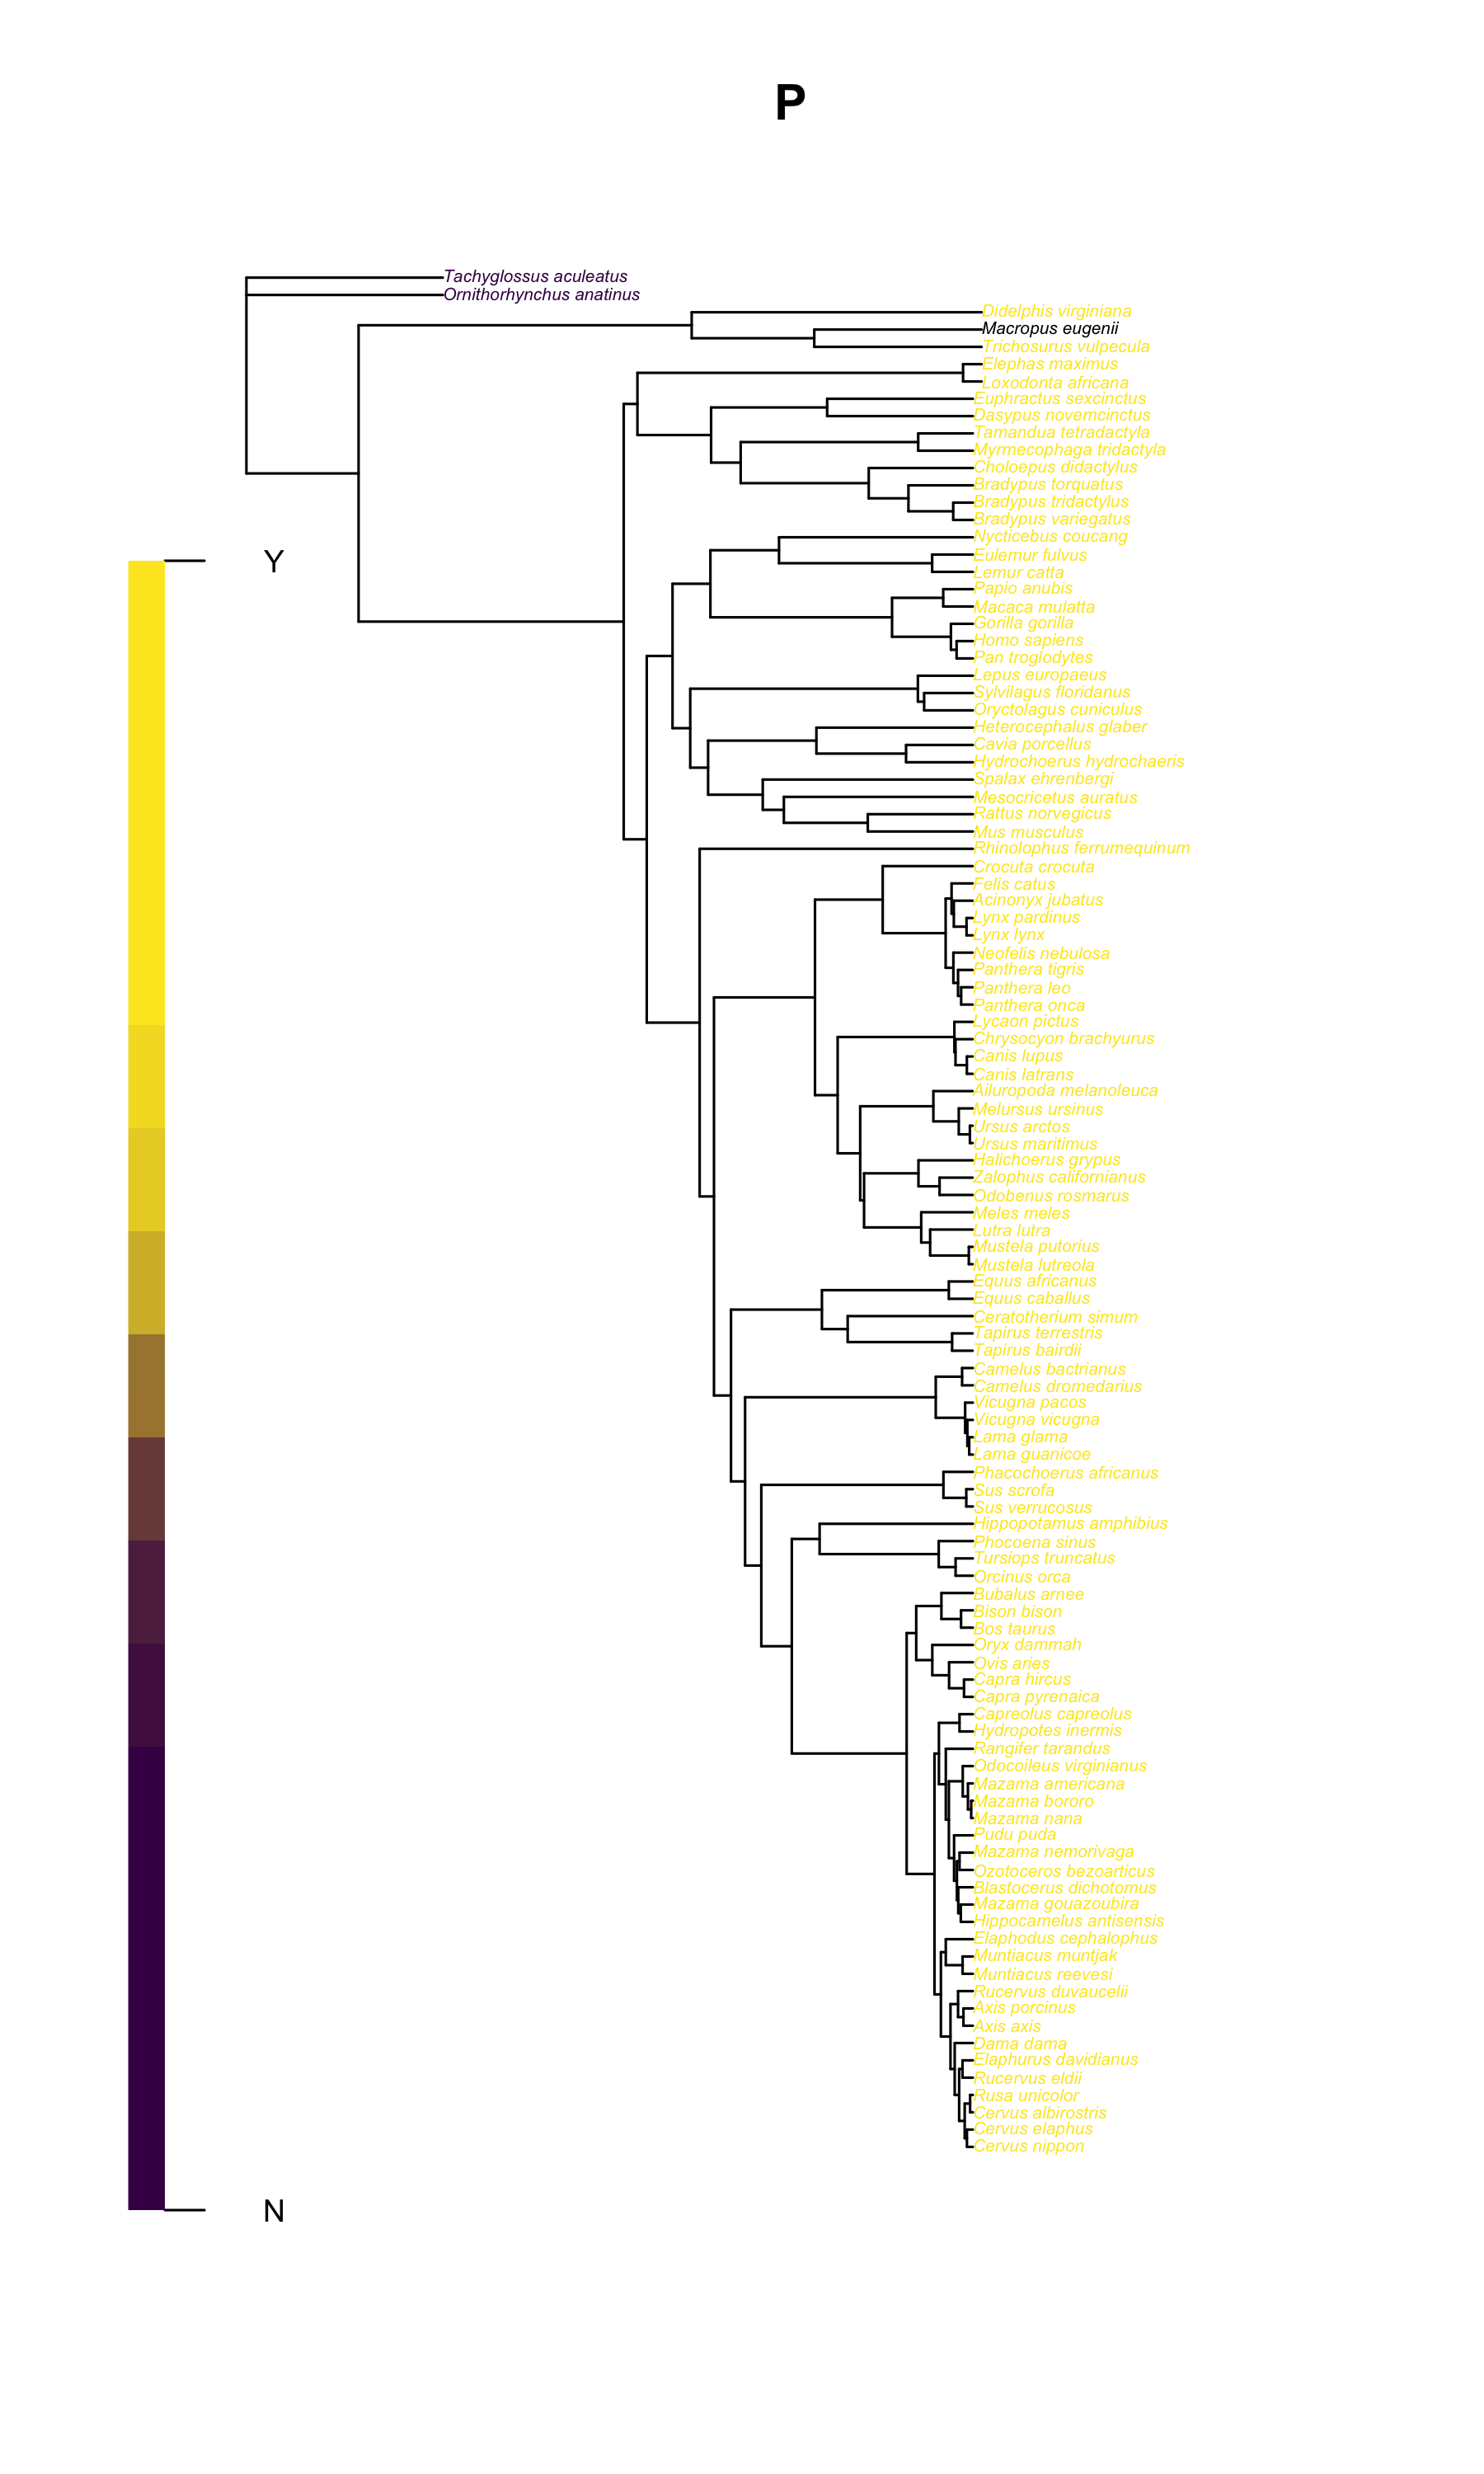 P
Tachyglossus aculeatus
Ornithorhynchus anatinus
Didelphis virginiana
Macropus eugenii
Trichosurus vulpecula
Elephas maximus
Loxodonta africana
Euphractus sexcinctus
Dasypus novemcinctus
Tamandua tetradactyla
Myrmecophaga tridactyla
Choloepus didactylus
Bradypus torquatus
Bradypus tridactylus
Bradypus variegatus
Nycticebus coucang
Y
Eulemur fulvus
Lemur catta
Papio anubis
Macaca mulatta
Gorilla gorilla
Homo sapiens
Pan troglodytes
Lepus europaeus
Sylvilagus floridanus
Oryctolagus cuniculus
Heterocephalus glaber
Cavia porcellus
Hydrochoerus hydrochaeris
Spalax ehrenbergi
Mesocricetus auratus
Rattus norvegicus
Mus musculus
Rhinolophus ferrumequinum
Crocuta crocuta
Felis catus
Acinonyx jubatus
Lynx pardinus
Lynx lynx
Neofelis nebulosa
Panthera tigris
Panthera leo
Panthera onca
Lycaon pictus
Chrysocyon brachyurus
Canis lupus
Canis latrans
Ailuropoda melanoleuca
Melursus ursinus
Ursus arctos
Ursus maritimus
Halichoerus grypus
Zalophus californianus
Odobenus rosmarus
Meles meles
Lutra lutra
Mustela putorius
Mustela lutreola
Equus africanus
Equus caballus
Ceratotherium simum
Tapirus terrestris
Tapirus bairdii
Camelus bactrianus
Camelus dromedarius
Vicugna pacos
Vicugna vicugna
Lama glama
Lama guanicoe
Phacochoerus africanus
Sus scrofa
Sus verrucosus
Hippopotamus amphibius
Phocoena sinus
Tursiops truncatus
Orcinus orca
Bubalus arnee
Bison bison
Bos taurus
Oryx dammah
Ovis aries
Capra hircus
Capra pyrenaica
Capreolus capreolus
Hydropotes inermis
Rangifer tarandus
Odocoileus virginianus
Mazama americana
Mazama bororo
Mazama nana
Pudu puda
Mazama nemorivaga
Ozotoceros bezoarticus
Blastocerus dichotomus
Mazama gouazoubira
Hippocamelus antisensis
Elaphodus cephalophus
Muntiacus muntjak
Muntiacus reevesi
Rucervus duvaucelii
Axis porcinus
Axis axis
Dama dama
Elaphurus davidianus
Rucervus eldii
Rusa unicolor
Cervus albirostris
Cervus elaphus
Cervus nippon
N